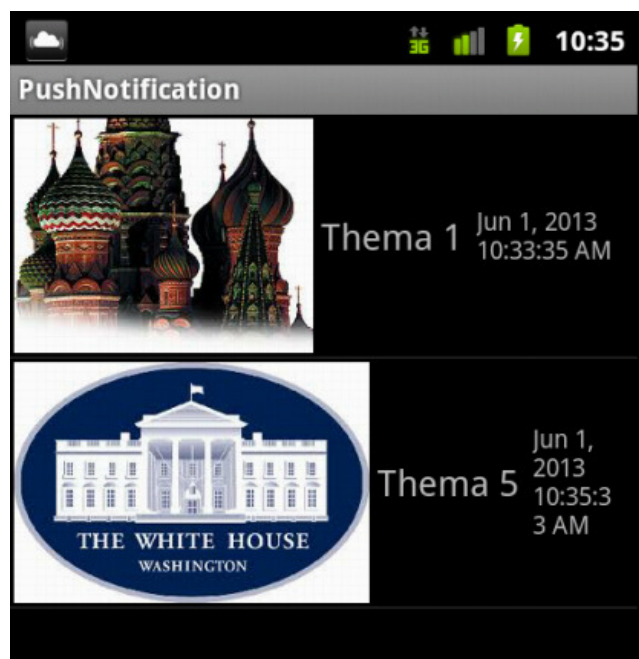 3G 10:35
PushNotification
Thema 1
Jun 1, 2013
10:33:35 AM
THE WHITE HOUSE
WASHINGTON
Thema 5
Jun 1,
2013
10:35:3
3 AM